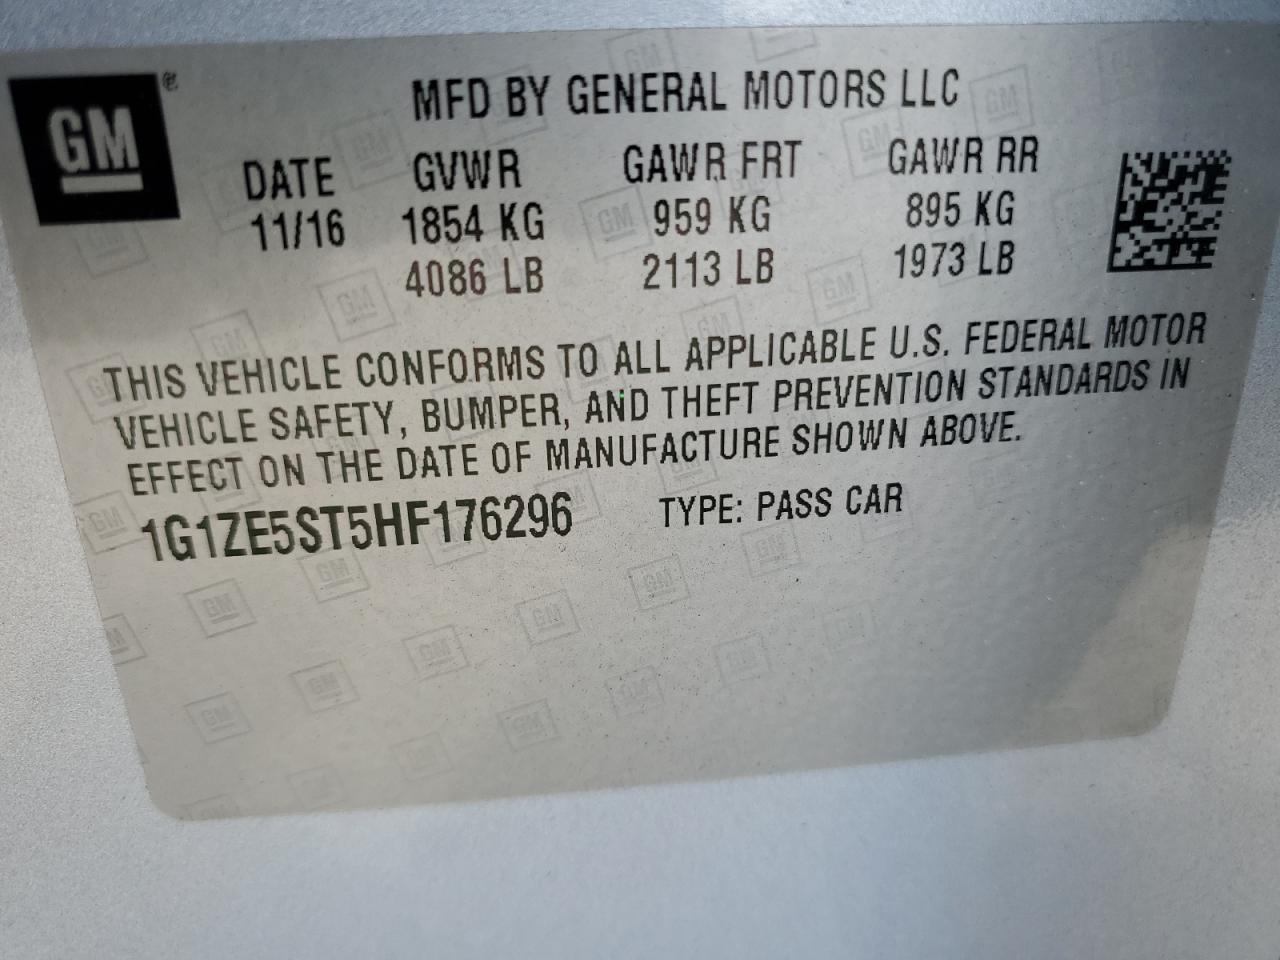 GM®
MFD BY GENERAL MOTORS LLC
DATE GVWR GAWR FRT GAWR RR
11/16 1854 KG 959 KG 895 KG
4086 LB 2113 LB 1973 LB
THIS VEHICLE CONFORMS TO ALL APPLICABLE U.S. FEDERAL MOTOR
VEHICLE SAFETY, BUMPER, AND THEFT PREVENTION STANDARDS IN
EFFECT ON THE DATE OF MANUFACTURE SHOWN ABOVE.
1G1ZE5ST5HF176296 TYPE: PASS CAR